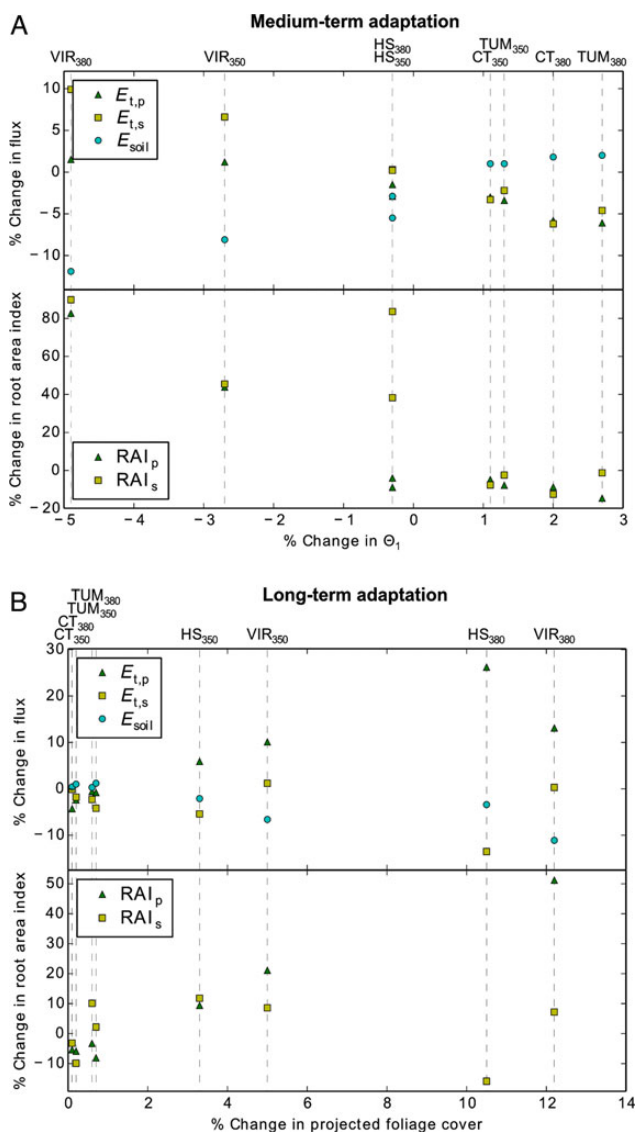 A
Medium-term adaptation
VIR380
VIR350
HS380
HS350
TUM350
CT350
CT380
TUM380
% Change in flux
10
5
0
−5
−10
Et,p
Et,s
Esoil
% Change in root area index
80
60
40
20
0
−20
RAIp
RAIs
−5
−4
−3
−2
−1
0
1
2
3
% Change in Θ1
B
Long-term adaptation
TUM380
TUM350
CT380
CT350
HS350
VIR350
HS380
VIR380
% Change in flux
30
20
10
0
−10
Et,p
Et,s
Esoil
% Change in root area index
50
40
30
20
10
0
−10
RAIp
RAIs
0
2
4
6
8
10
12
14
% Change in projected foliage cover